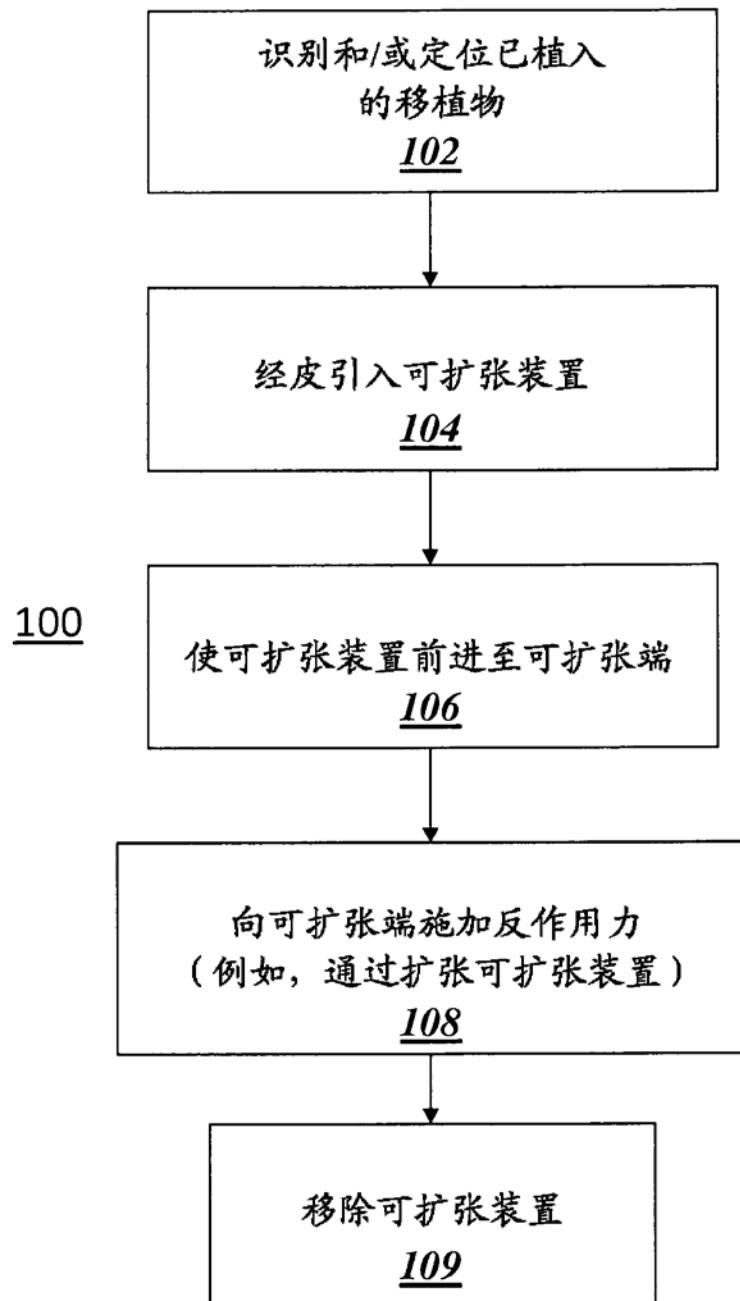 识别和/或定位已植入
的移植物
102
经皮引入可扩张装置
104
100
使可扩张装置前进至可扩张端
106
向可扩张端施加反作用力
（例如，通过扩张可扩张装置）
108
移除可扩张装置
109